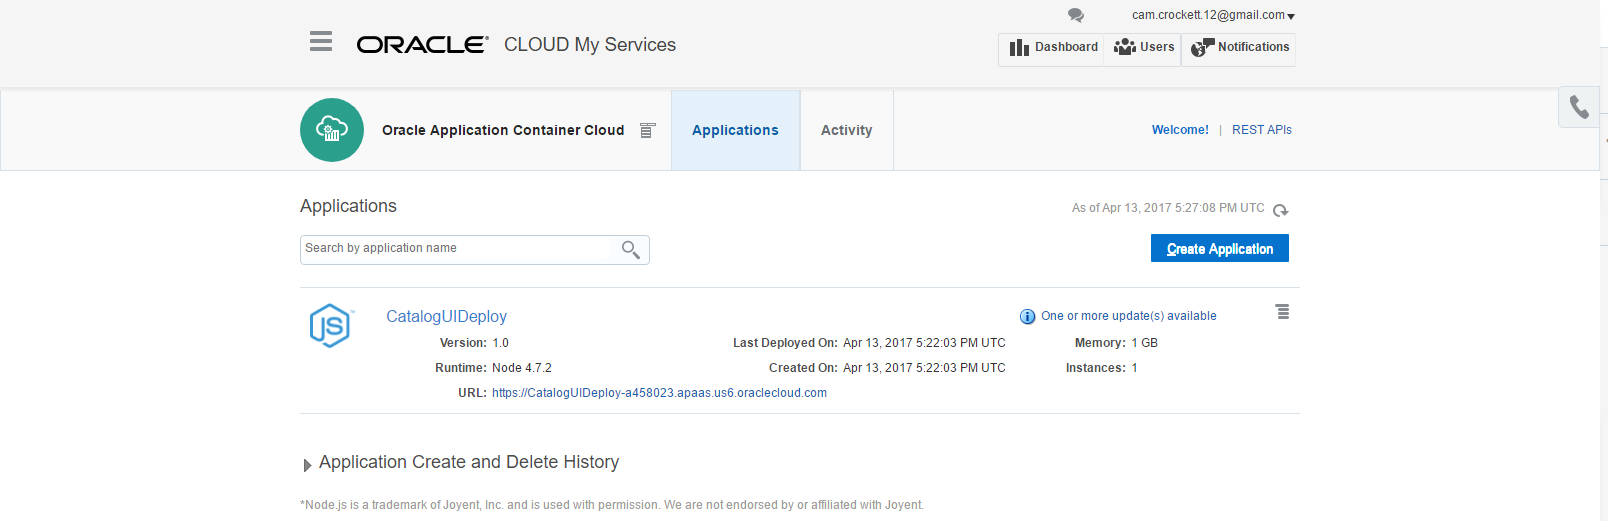 cam.crockett.12@gmail.com
ORACLE® CLOUD My Services
Dashboard Users Notifications
Oracle Application Container Cloud Applications Activity Welcome! | REST APIs
Applications
As of Apr 13, 2017 5:27:08 PM UTC
Search by application name
Create Application
JS™
CatalogUIDeploy
One or more update(s) available
Version: 1.0 Last Deployed On: Apr 13, 2017 5:22:03 PM UTC Memory: 1 GB
Runtime: Node 4.7.2 Created On: Apr 13, 2017 5:22:03 PM UTC Instances: 1
URL: https://CatalogUIDeploy-a458023.apaas.us6.oraclecloud.com
Application Create and Delete History
*Node.js is a trademark of Joyent, Inc. and is used with permission. We are not endorsed by or affiliated with Joyent.